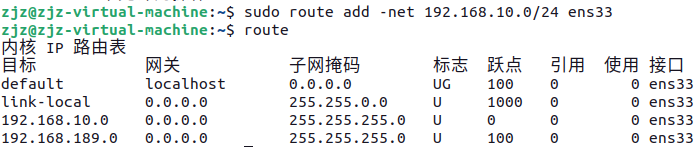 zjz@zjz-virtual-machine:~$ sudo route add -net 192.168.10.0/24 ens33
zjz@zjz-virtual-machine:~$ route
内核 IP 路由表
目标 网关 子网掩码 标志 跃点 引用 使用 接口
default localhost 0.0.0.0 UG 100 0 0 ens33
link-local 0.0.0.0 255.255.0.0 U 1000 0 0 ens33
192.168.10.0 0.0.0.0 255.255.255.0 U 0 0 0 ens33
192.168.189.0 0.0.0.0 255.255.255.0 U 100 0 0 ens33